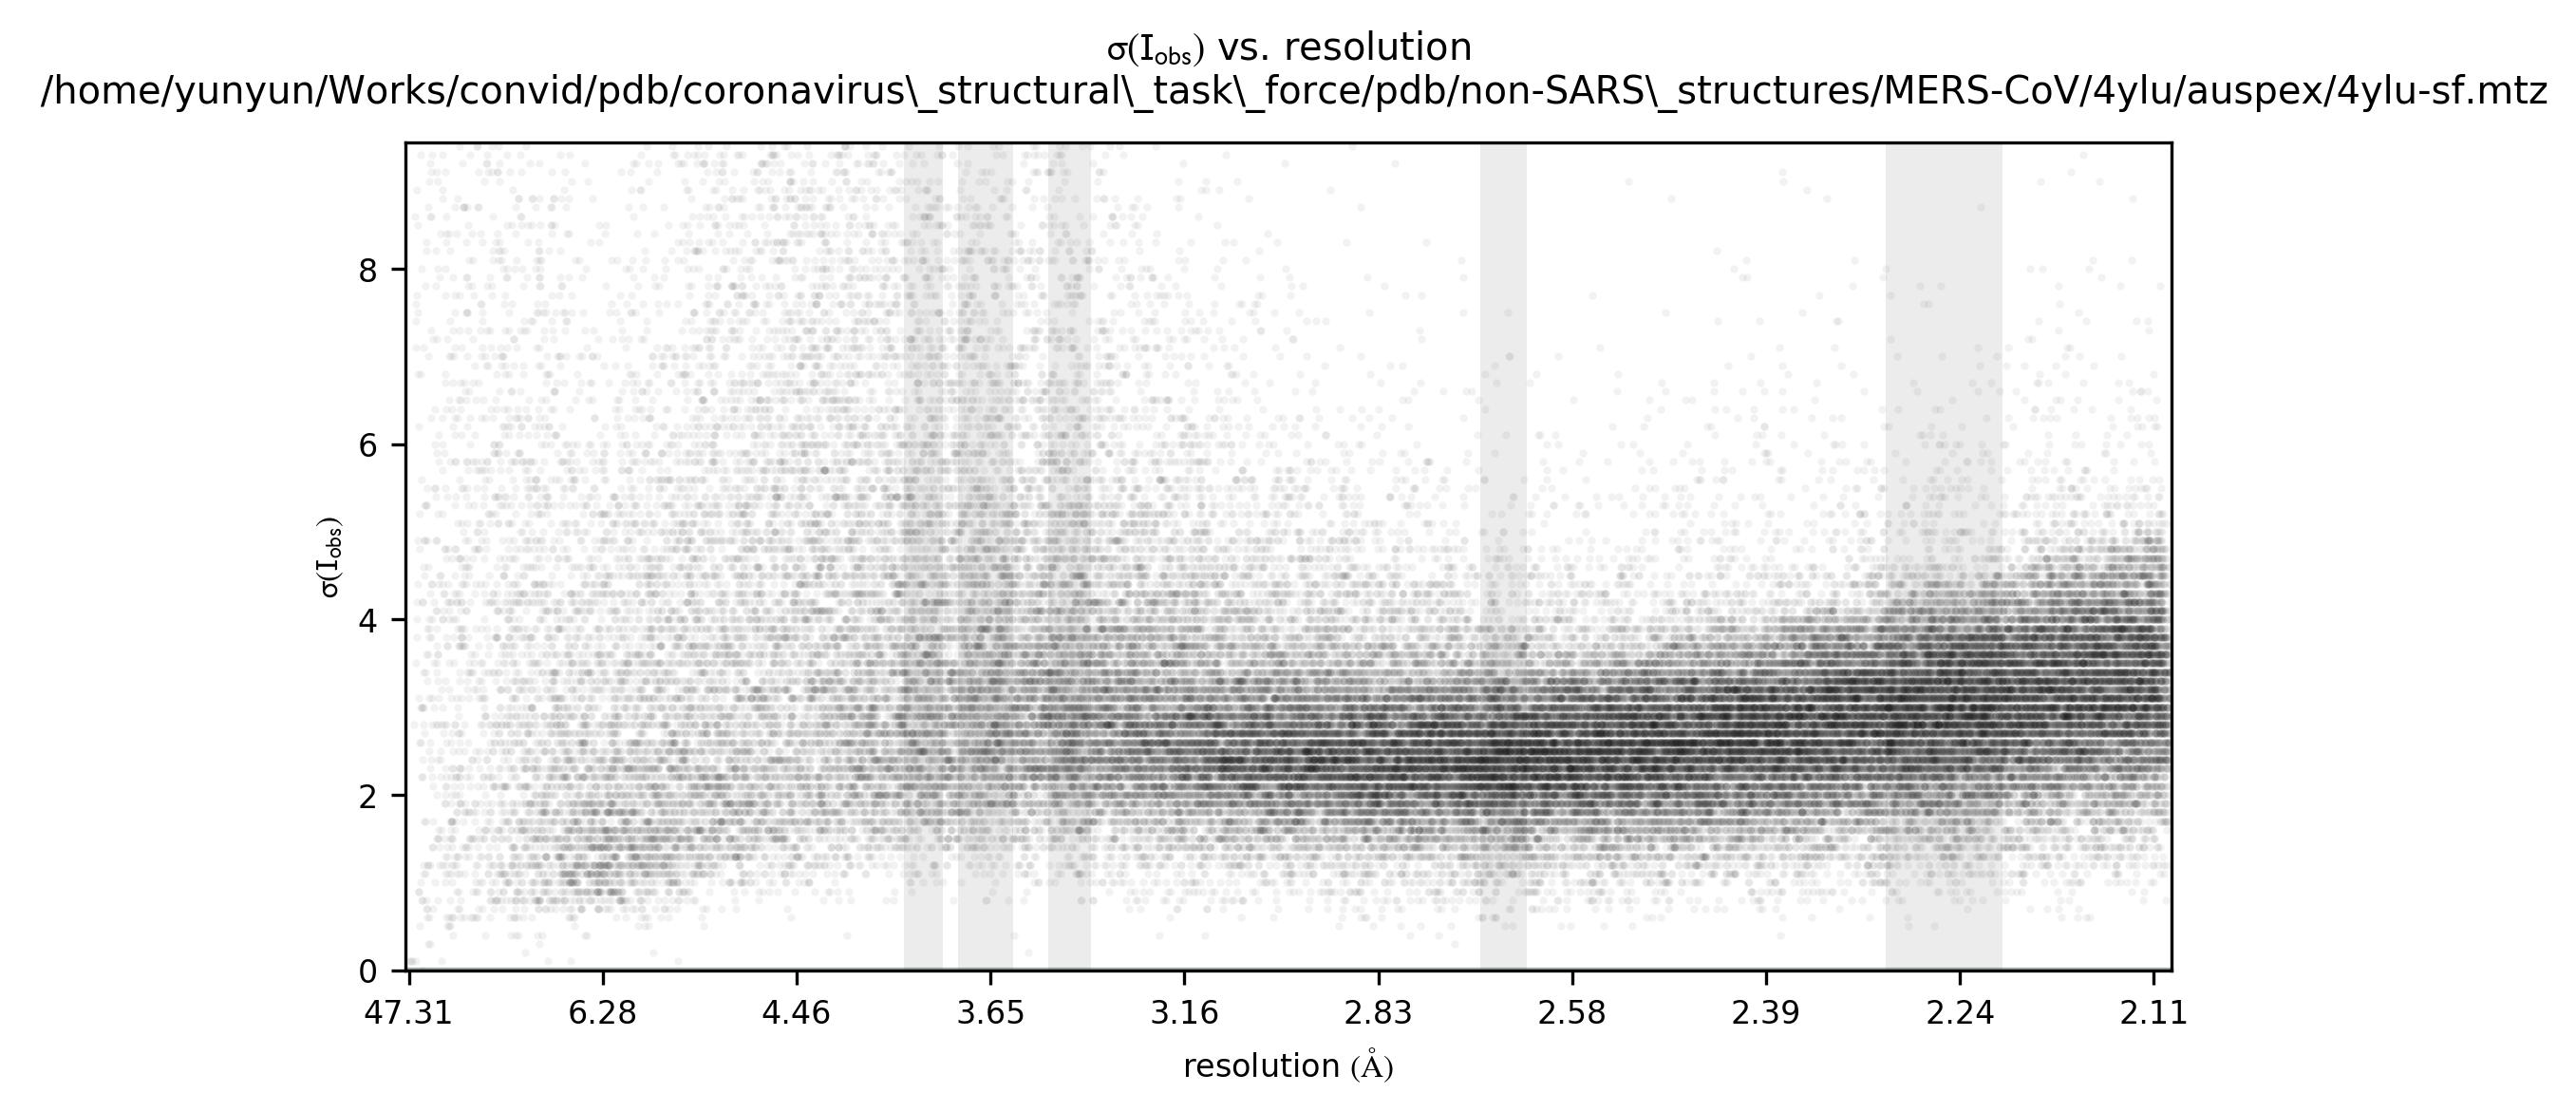 σ(Iobs) vs. resolution
/home/yunyun/Works/convid/pdb/coronavirus\_structural\_task\_force/pdb/non-SARS\_structures/MERS-CoV/4ylu/auspex/4ylu-sf.mtz
8
6
4
2
0
σ(Iobs)
47.31 6.28 4.46 3.65 3.16 2.83 2.58 2.39 2.24 2.11
resolution (Å)